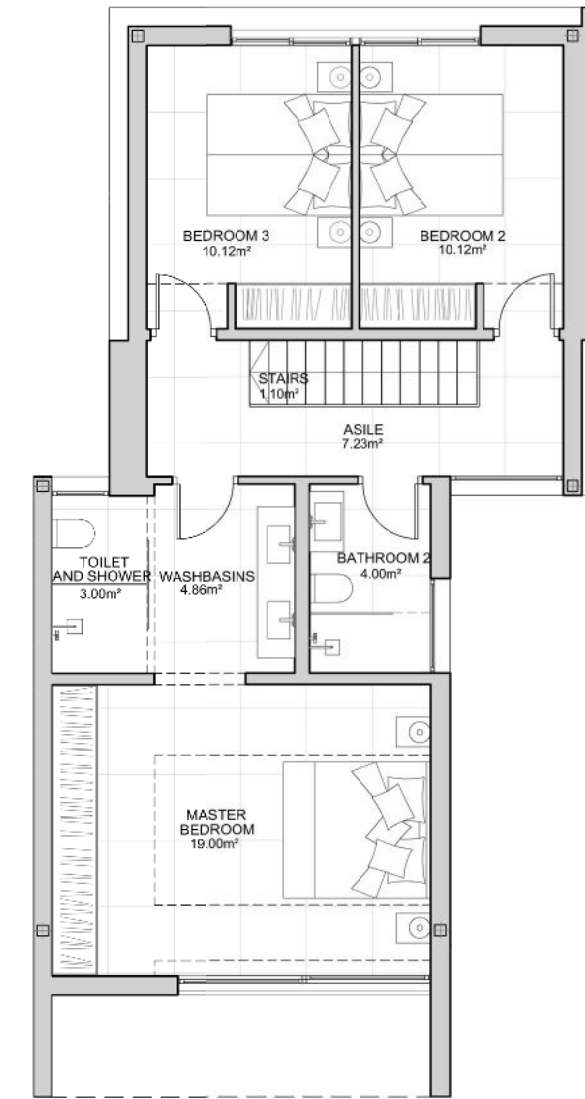 BEDROOM 3
10.12m²
BEDROOM 2
10.12m²
STAIRS
1.10m²
ASILE
7.23m²
TOILET
AND SHOWER
3.00m²
WASHBASINS
4.86m²
BATHROOM 2
4.00m²
MASTER
BEDROOM
19.00m²